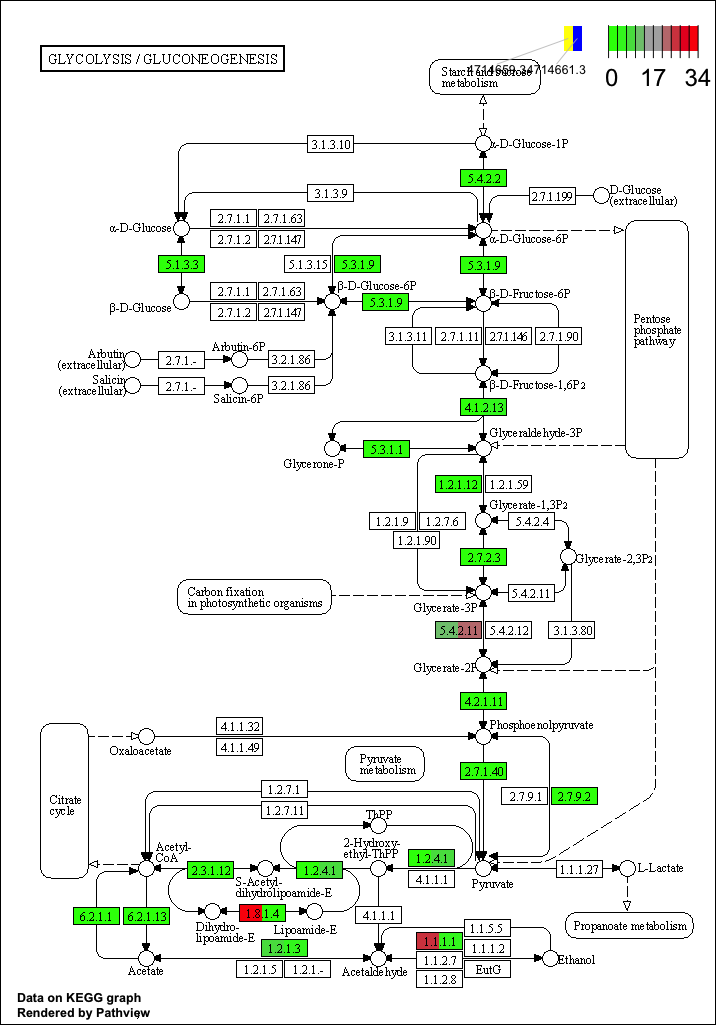 GLYCOLYSIS / GLUCONEOGENESIS
4714659.34714661.3
0 17 34
Starch and sucrose
metabolism
3.1.3.10
α-D-Glucose-1P
5.4.2.2
3.1.3.9
2.7.1.199
D-Glucose
(extracellular)
α-D-Glucose
2.7.1.1 2.7.1.63
2.7.1.2 2.7.1.147
α-D-Glucose-6P
5.1.3.3
5.1.3.15 5.3.1.9
5.3.1.9
β-D-Glucose
2.7.1.1 2.7.1.63
2.7.1.2 2.7.1.147
β-D-Glucose-6P
5.3.1.9
β-D-Fructose-6P
Pentose
phosphate
pathway
3.1.3.11 2.7.1.11 2.7.1.146 2.7.1.90
Arbutin
(extracellular)
2.7.1.-
Arbutin-6P
3.2.1.86
Salicin
(extracellular)
2.7.1.-
Salicin-6P
3.2.1.86
β-D-Fructose-1,6P2
4.1.2.13
Glyceraldehyde-3P
5.3.1.1
Glycerone-P
1.2.1.12 1.2.1.59
Glycerate-1,3P2
1.2.1.9 1.2.7.6
1.2.1.90
5.4.2.4
2.7.2.3
Glycerate-2,3P2
Carbon fixation
in photosynthetic organisms
5.4.2.11
Glycerate-3P
5.4.2.11 5.4.2.12
3.1.3.80
Glycerate-2P
4.2.1.11
Phosphoenolpyruvate
4.1.1.32
4.1.1.49
Oxaloacetate
Pyruvate
metabolism
2.7.1.40
Citrate
cycle
1.2.7.1
1.2.7.11
2.7.9.1 2.7.9.2
ThPP
Acetyl-
CoA
2-Hydroxy-
ethyl-ThPP
2.3.1.12
S-Acetyl-
dihydrolipoamide-E
1.2.4.1
1.2.4.1
4.1.1.1
Pyruvate
1.1.1.27
L-Lactate
6.2.1.1 6.2.1.13
1.8.1.4
Dihydro-
lipoamide-E
Lipoamide-E
4.1.1.1
Propanoate metabolism
1.2.1.3
1.2.1.5 1.2.1.-
Acetate
Acetaldehyde
1.1.1.1
1.1.2.7
1.1.2.8
1.1.5.5
1.1.1.2
EutG
Ethanol
Data on KEGG graph
Rendered by Pathview